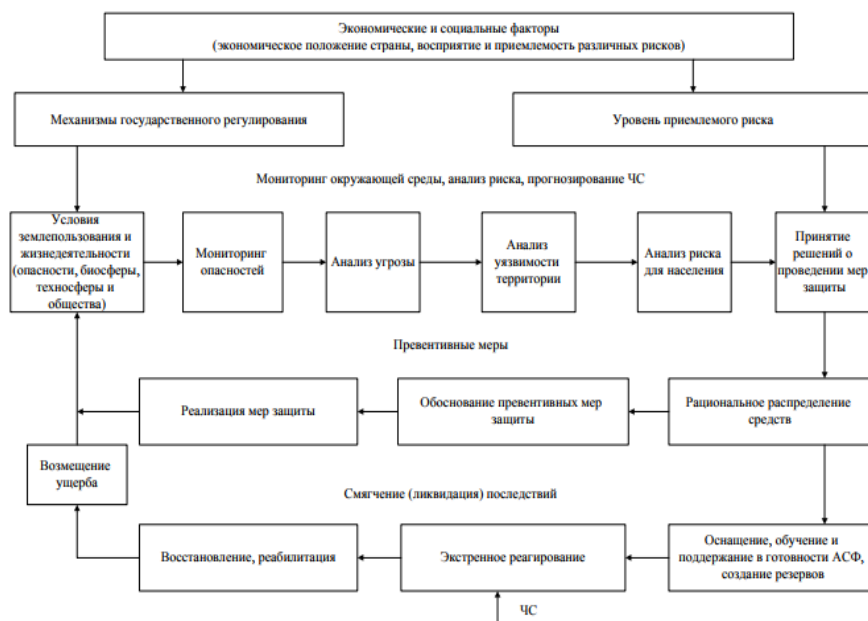 Экономические и социальные факторы
(экономическое положение страны, восприятие и приемлемость различных рисков)
Механизмы государственного регулирования
Уровень приемлемого риска
Мониторинг окружающей среды, анализ риска, прогнозирование ЧС
Условия
землепользования и
жизнедеятельности
(опасности, биосферы,
техносферы и
общества)
Мониторинг
опасностей
Анализ угрозы
Анализ
уязвимости
территории
Анализ риска
для населения
Принятие
решений о
проведении мер
защиты
Превентивные меры
Реализация мер защиты
Обоснование превентивных мер
защиты
Рациональное распределение
средств
Возмещение
ущерба
Смягчение (ликвидация) последствий
Восстановление, реабилитация
Экстренное реагирование
Оснащение, обучение и
поддержание в готовности АСФ,
создание резервов
ЧС